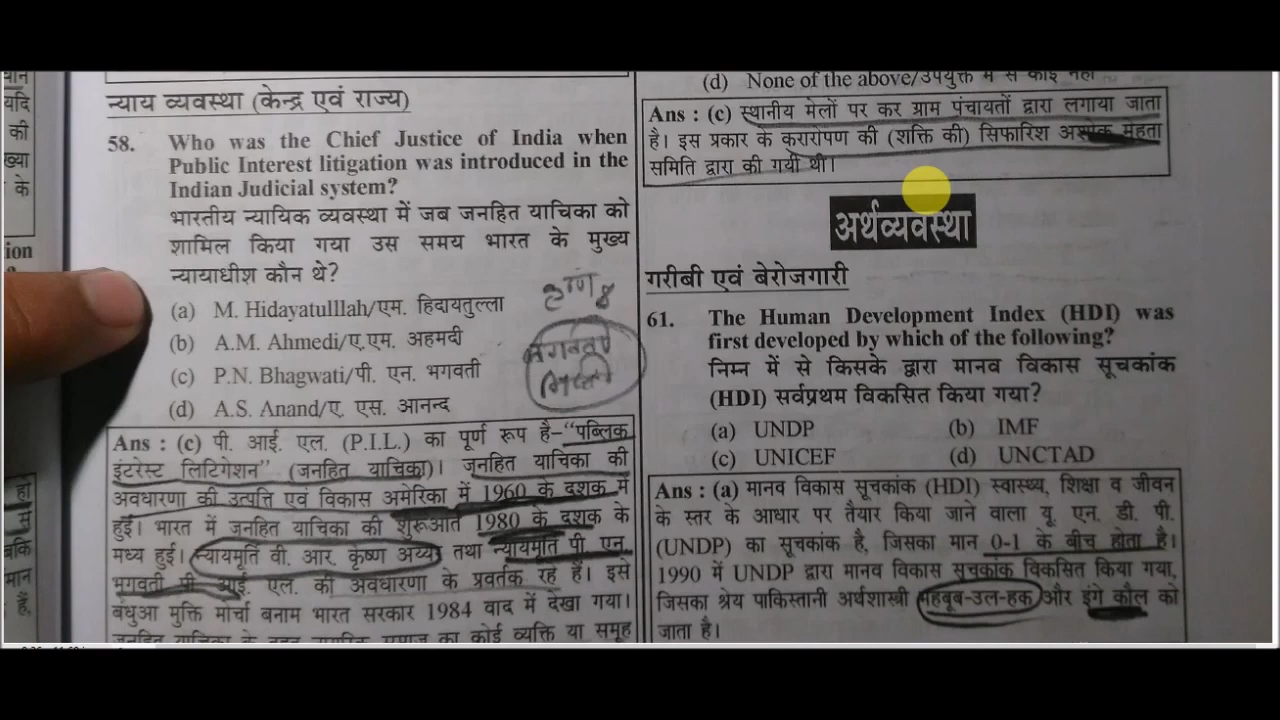 न्याय व्यवस्था (केन्द्र एवं राज्य)
58. Who was the Chief Justice of India when
Public Interest litigation was introduced in the
Indian Judicial system?
भारतीय न्यायिक व्यवस्था में जब जनहित याचिका को
शामिल किया गया उस समय भारत के मुख्य
न्यायाधीश कौन थे?
(a) M. Hidayatulllah/एम. हिदायतुल्ला
(b) A.M. Ahmedi/ए.एम. अहमदी
(c) P.N. Bhagwati/पी. एन. भगवती
(d) A.S. Anand/ए. एस. आनन्द
Ans : (c) पी. आई. एल. (P.I.L.) का पूर्ण रूप है–“पब्लिक
इंटरेस्ट लिटिगेशन” (जनहित याचिका)। जनहित याचिका की
अवधारणा की उत्पत्ति एवं विकास अमेरिका में 1960 के दशक में
हुई। भारत में जनहित याचिका की शुरूआत 1980 के दशक के
मध्य हुई। न्यायमूर्ति वी. आर. कृष्ण अय्यर तथा न्यायमूर्ति पी. एन.
भगवती पी. आई. एल. की अवधारणा के प्रवर्तक रहे हैं। इसे
बंधुआ मुक्ति मोर्चा बनाम भारत सरकार 1984 वाद में देखा गया।
का कोई व्यक्ति या समूह
(d) None of the above/उपर्युक्त में से कोई नहीं
Ans : (c) स्थानीय मेलों पर कर ग्राम पंचायतों द्वारा लगाया जाता
है। इस प्रकार के करारोपण की (शक्ति की) सिफारिश अशोक मेहता
समिति द्वारा की गयी थी।
अर्थव्यवस्था
गरीबी एवं बेरोजगारी
61. The Human Development Index (HDI) was
first developed by which of the following?
निम्न में से किसके द्वारा मानव विकास सूचकांक
(HDI) सर्वप्रथम विकसित किया गया?
(a) UNDP (b) IMF
(c) UNICEF (d) UNCTAD
Ans : (a) मानव विकास सूचकांक (HDI) स्वास्थ्य, शिक्षा व जीवन
के स्तर के आधार पर तैयार किया जाने वाला यू. एन. डी. पी.
(UNDP) का सूचकांक है, जिसका मान 0-1 के बीच होता है।
1990 में UNDP द्वारा मानव विकास सूचकांक विकसित किया गया,
जिसका श्रेय पाकिस्तानी अर्थशास्त्री महबूब-उल-हक और इंगे कौल को
जाता है।